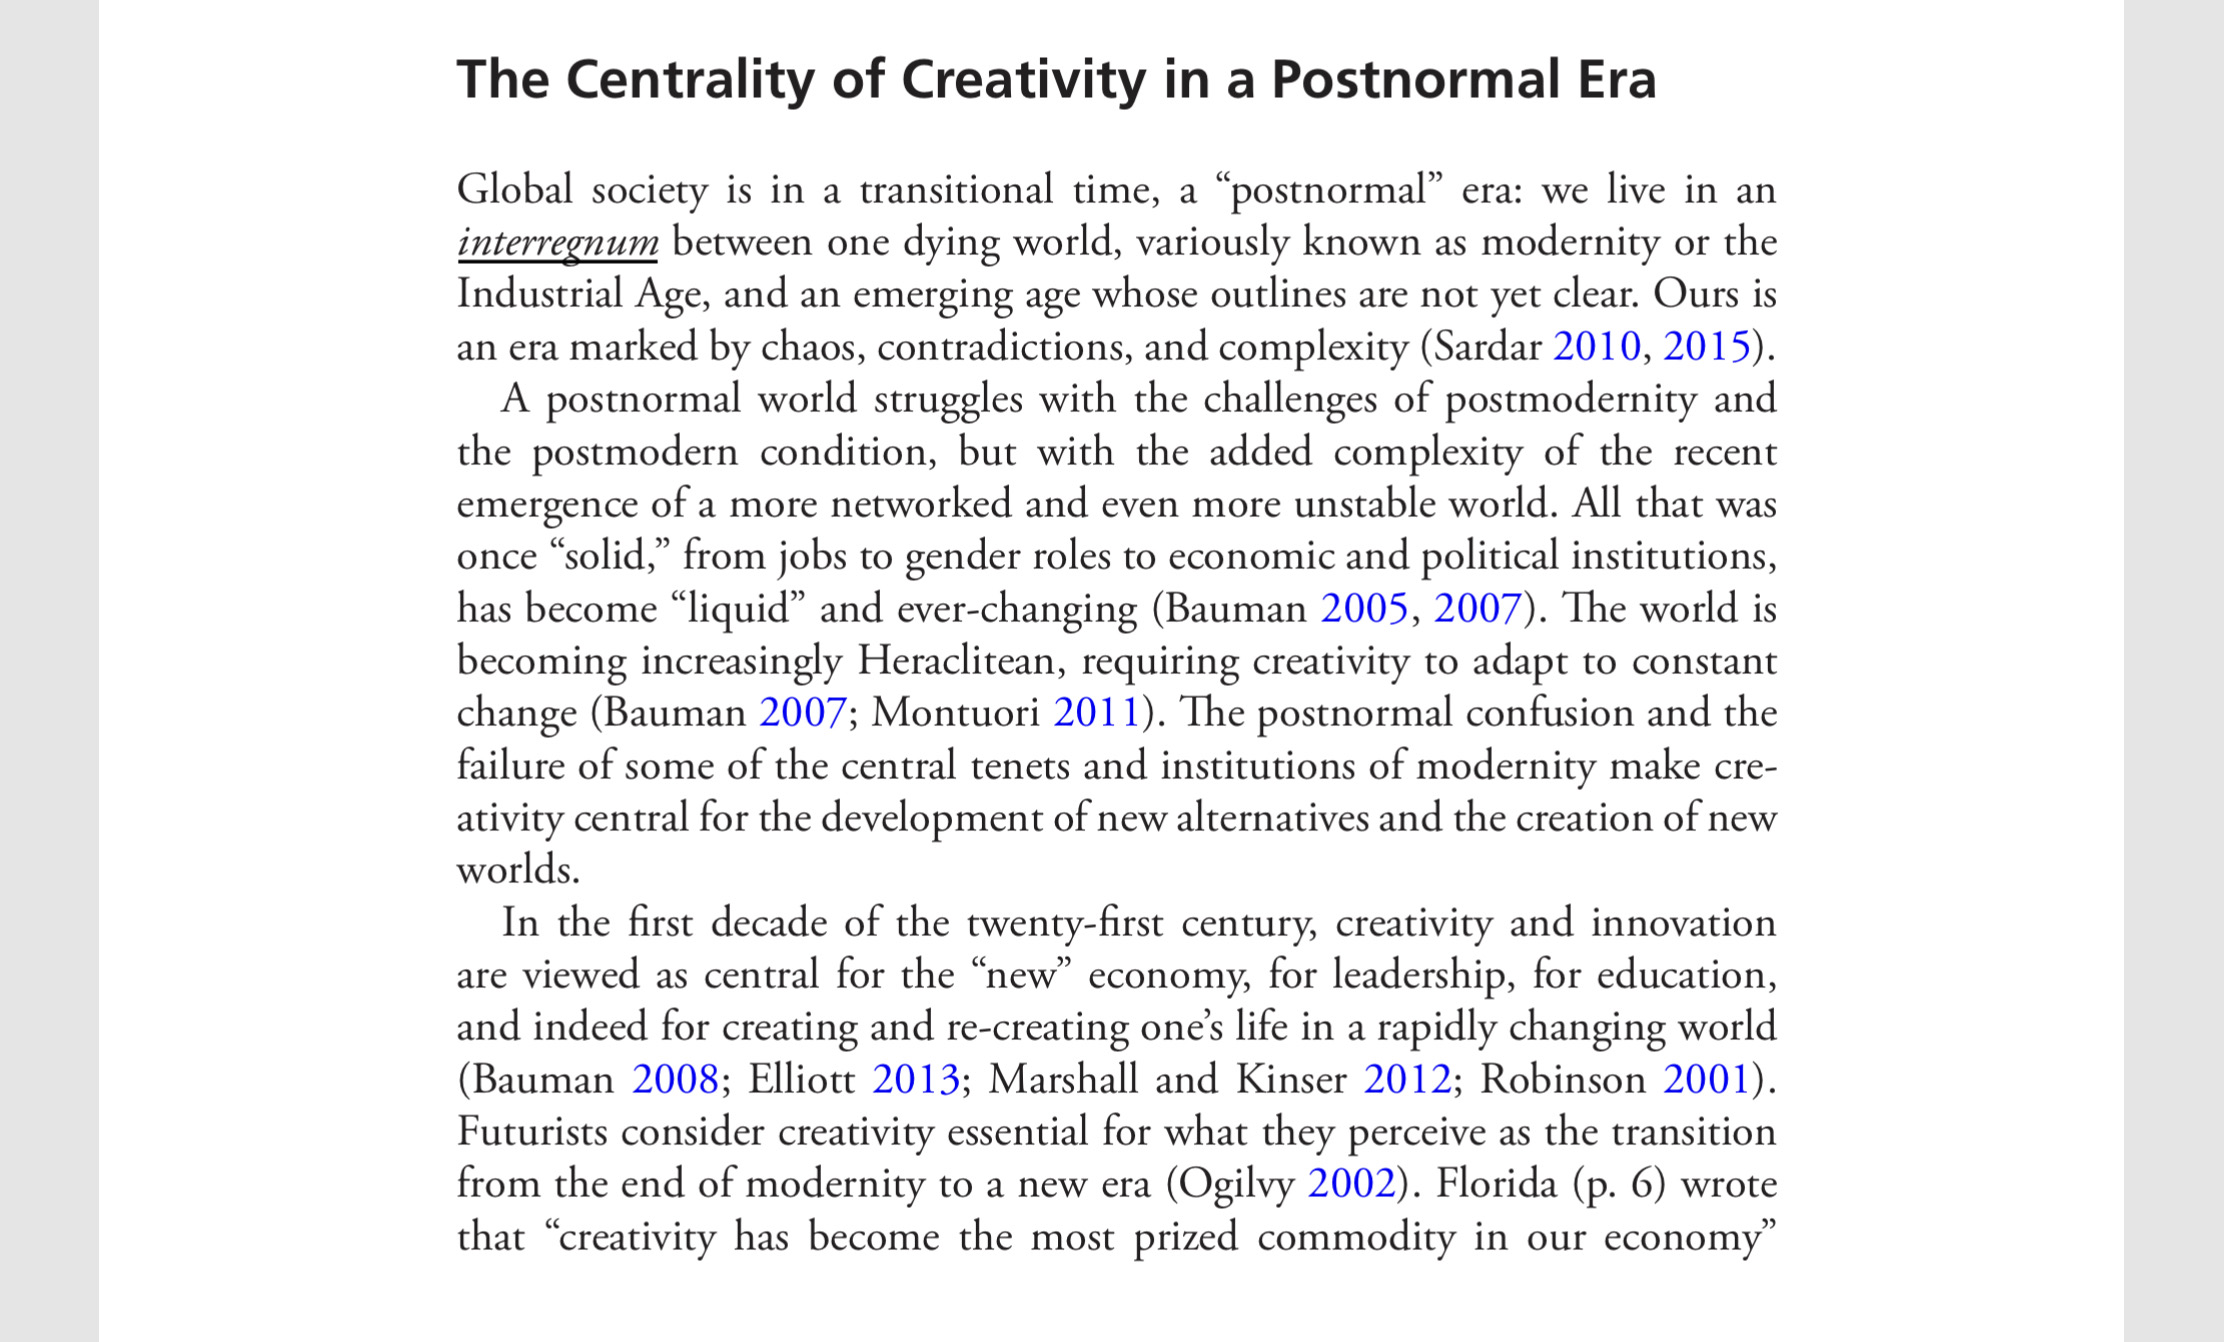 The Centrality of Creativity in a Postnormal Era
Global society is in a transitional time, a “postnormal” era: we live in an
interregnum between one dying world, variously known as modernity or the
Industrial Age, and an emerging age whose outlines are not yet clear. Ours is
an era marked by chaos, contradictions, and complexity (Sardar 2010, 2015).
A postnormal world struggles with the challenges of postmodernity and
the postmodern condition, but with the added complexity of the recent
emergence of a more networked and even more unstable world. All that was
once “solid,” from jobs to gender roles to economic and political institutions,
has become “liquid” and ever-changing (Bauman 2005, 2007). The world is
becoming increasingly Heraclitean, requiring creativity to adapt to constant
change (Bauman 2007; Montuori 2011). The postnormal confusion and the
failure of some of the central tenets and institutions of modernity make cre-
ativity central for the development of new alternatives and the creation of new
worlds.
In the first decade of the twenty-first century, creativity and innovation
are viewed as central for the “new” economy, for leadership, for education,
and indeed for creating and re-creating one’s life in a rapidly changing world
(Bauman 2008; Elliott 2013; Marshall and Kinser 2012; Robinson 2001).
Futurists consider creativity essential for what they perceive as the transition
from the end of modernity to a new era (Ogilvy 2002). Florida (p. 6) wrote
that “creativity has become the most prized commodity in our economy”